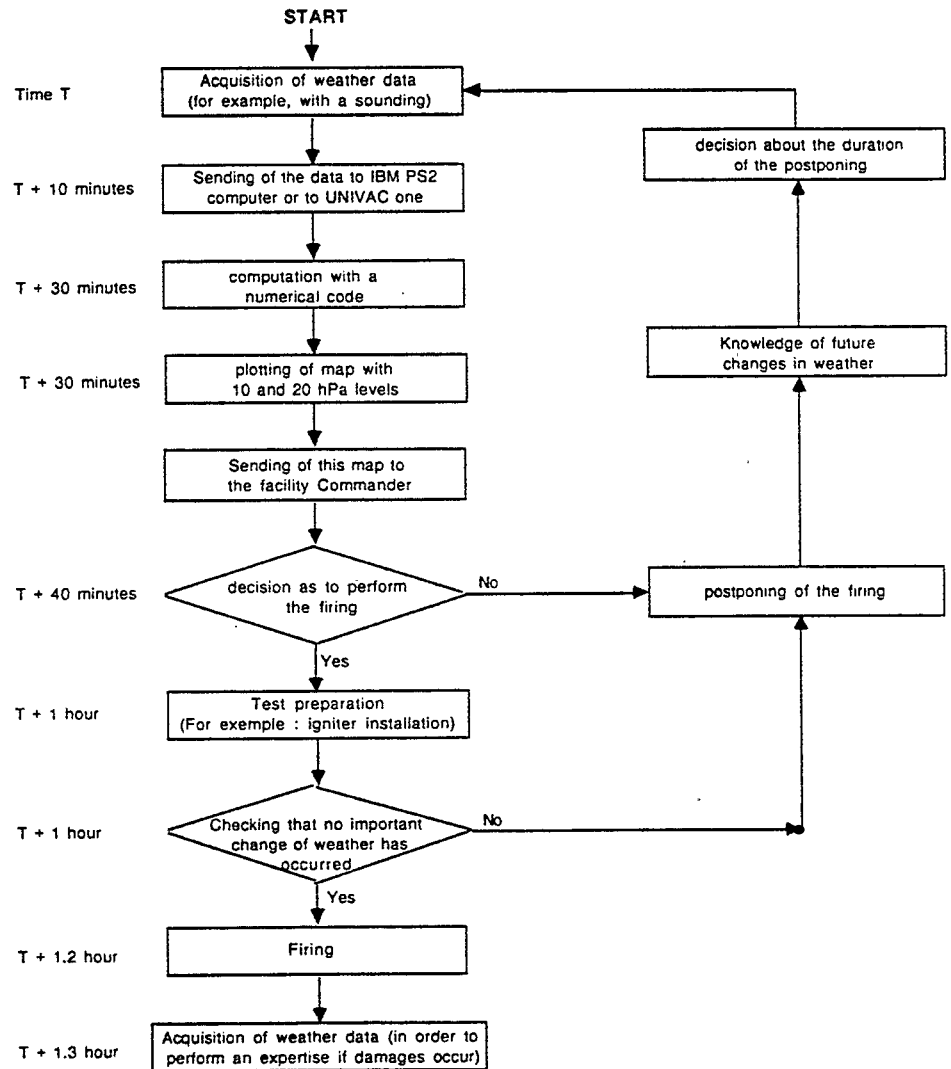 START
Time T
Acquisition of weather data
(for example, with a sounding)
decision about the duration
of the postponing
T + 10 minutes
Sending of the data to IBM PS2
computer or to UNIVAC one
T + 30 minutes
computation with a
numerical code
Knowledge of future
changes in weather
T + 30 minutes
plotting of map with
10 and 20 hPa levels
Sending of this map to
the facility Commander
T + 40 minutes
decision as to perform
the firing
No
postponing of the firing
Yes
T + 1 hour
Test preparation
(For exemple : igniter installation)
T + 1 hour
Checking that no important
change of weather has
occurred
No
Yes
T + 1.2 hour
Firing
T + 1.3 hour
Acquisition of weather data (in order to
perform an expertise if damages occur)